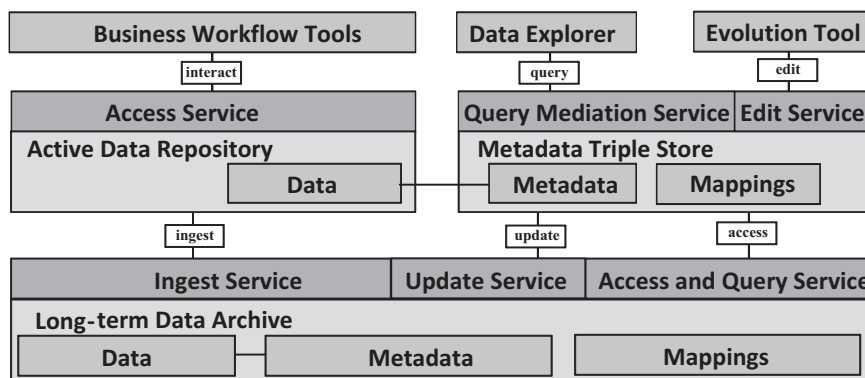 Business Workflow Tools
Data Explorer
Evolution Tool
interact
query
edit
Access Service
Query Mediation Service
Edit Service
Active Data Repository
Metadata Triple Store
Data
Metadata
Mappings
ingest
update
access
Ingest Service
Update Service
Access and Query Service
Long-term Data Archive
Data
Metadata
Mappings